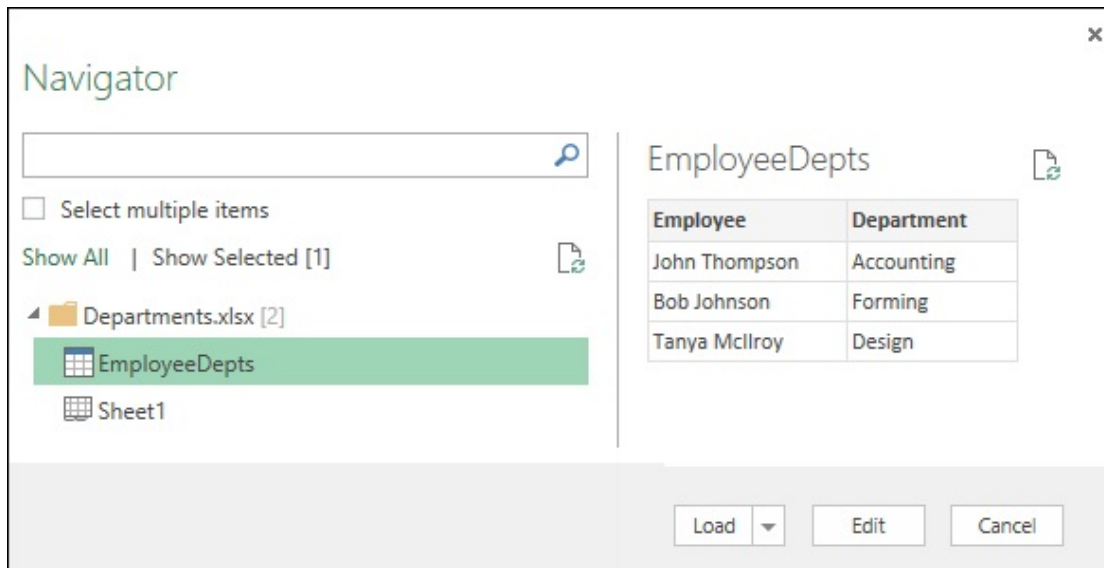 Navigator
Select multiple items
Show All | Show Selected [1]
Departments.xlsx [2]
EmployeeDepts
Sheet1
EmployeeDepts
Employee Department
John Thompson Accounting
Bob Johnson Forming
Tanya McIlroy Design
Load Edit Cancel